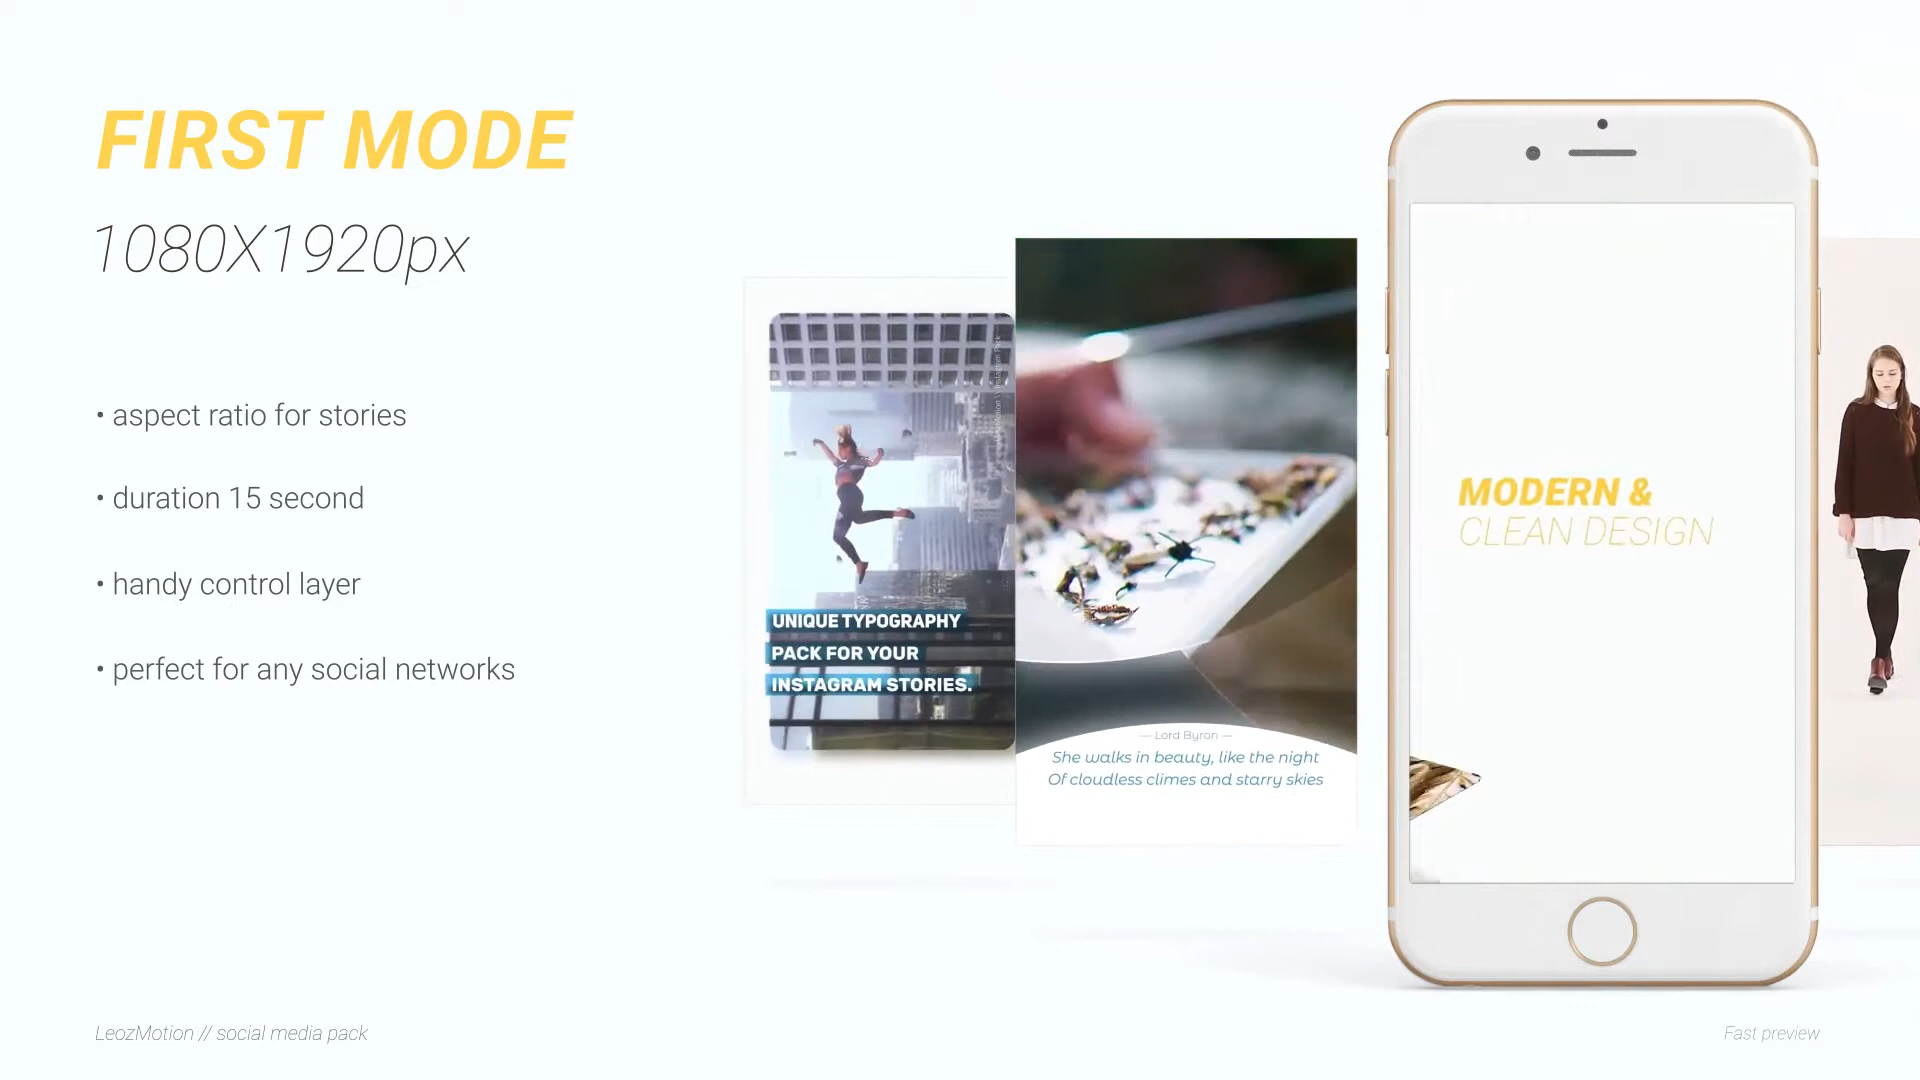 FIRST MODE
1080X1920px
• aspect ratio for stories
• duration 15 second
• handy control layer
• perfect for any social networks
UNIQUE TYPOGRAPHY
PACK FOR YOUR
INSTAGRAM STORIES.
— Lord Byron —
She walks in beauty, like the night
Of cloudless climes and starry skies
MODERN &
CLEAN DESIGN
LeozMotion // social media pack
Fast preview